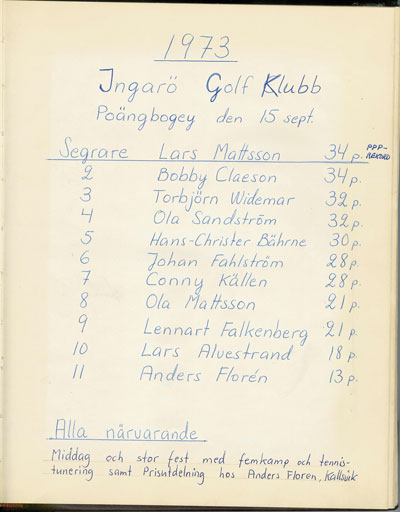 1973
Ingarö Golf Klubb
Poängbogey den 15 sept.
Segrare Lars Mattsson 34 p. PPP-REKORD
2 Bobby Claeson 34 p.
3 Torbjörn Widemar 32 p.
4 Ola Sandström 32 p.
5 Hans-Christer Bährne 30 p.
6 Johan Fahlström 28 p.
7 Conny Källen 28 p.
8 Ola Mattsson 21 p.
9 Lennart Falkenberg 21 p.
10 Lars Alvestrand 18 p.
11 Anders Florén 13 p.
Alla närvarande
Middag och stor fest med femkamp och tennis-
tunering samt Prisutdelning hos Anders Floren, Kallsvik